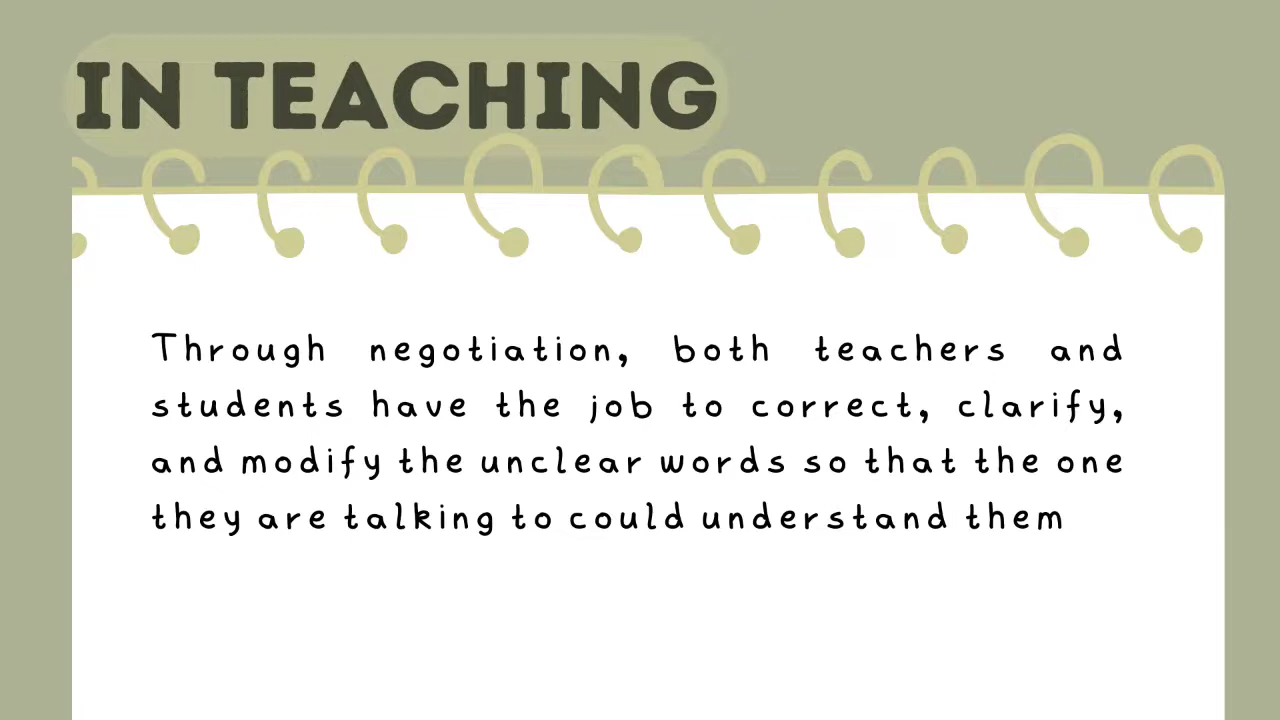 IN TEACHING
Through negotiation, both teachers and
students have the job to correct, clarify,
and modify the unclear words so that the one
they are talking to could understand them